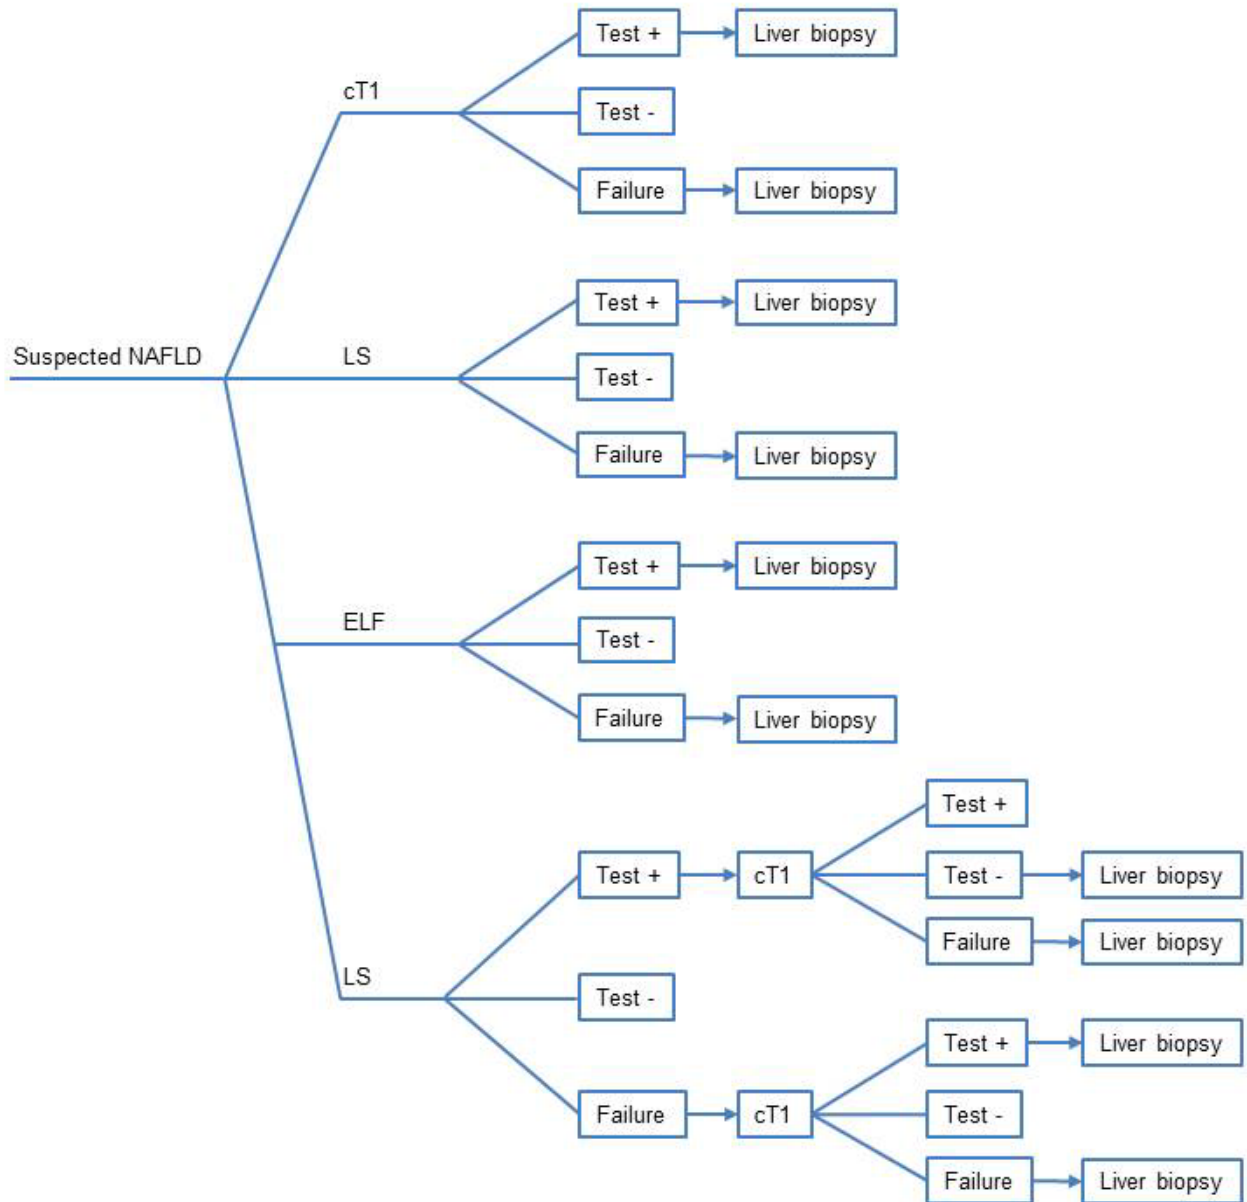 Test +
Liver biopsy
cT1
Test -
Failure
Liver biopsy
Test +
Liver biopsy
Suspected NAFLD
LS
Test -
Failure
Liver biopsy
Test +
Liver biopsy
ELF
Test -
Failure
Liver biopsy
Test +
Test +
cT1
Test -
Liver biopsy
Failure
Liver biopsy
LS
Test -
Test +
Liver biopsy
Failure
cT1
Test -
Failure
Liver biopsy